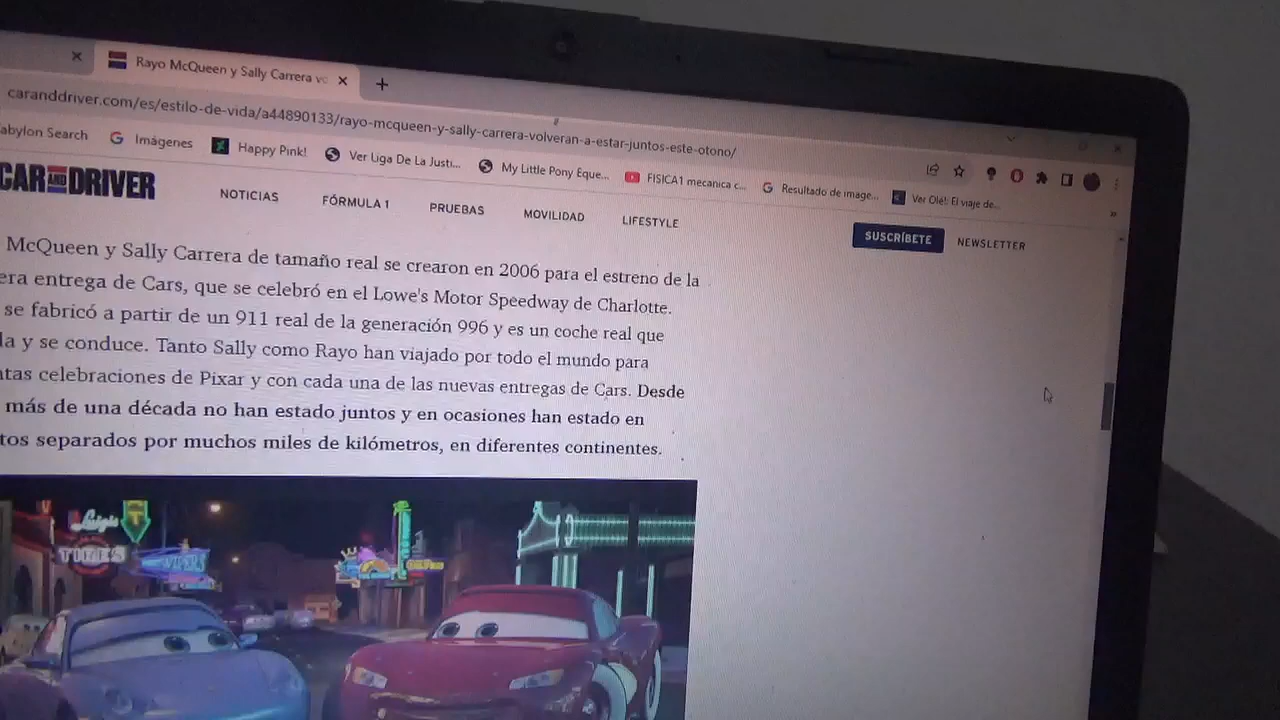 Rayo McQueen y Sally Carrera vo
caranddriver.com/es/estilo-de-vida/a44890133/rayo-mcqueen-y-sally-carrera-volveran-a-estar-juntos-este-otono/
abylon Search Imágenes Happy Pink! Ver Liga De La Justi... My Little Pony Eque... FISICA1 mecanica c... Resultado de image... Ver Olé!: El viaje de...
CAR AND DRIVER NOTICIAS FÓRMULA 1 PRUEBAS MOVILIDAD LIFESTYLE SUSCRÍBETE NEWSLETTER
McQueen y Sally Carrera de tamaño real se crearon en 2006 para el estreno de la
era entrega de Cars, que se celebró en el Lowe's Motor Speedway de Charlotte.
se fabricó a partir de un 911 real de la generación 996 y es un coche real que
da y se conduce. Tanto Sally como Rayo han viajado por todo el mundo para
ntas celebraciones de Pixar y con cada una de las nuevas entregas de Cars. Desde
más de una década no han estado juntos y en ocasiones han estado en
tos separados por muchos miles de kilómetros, en diferentes continentes.
Luigi's
T
TIRES